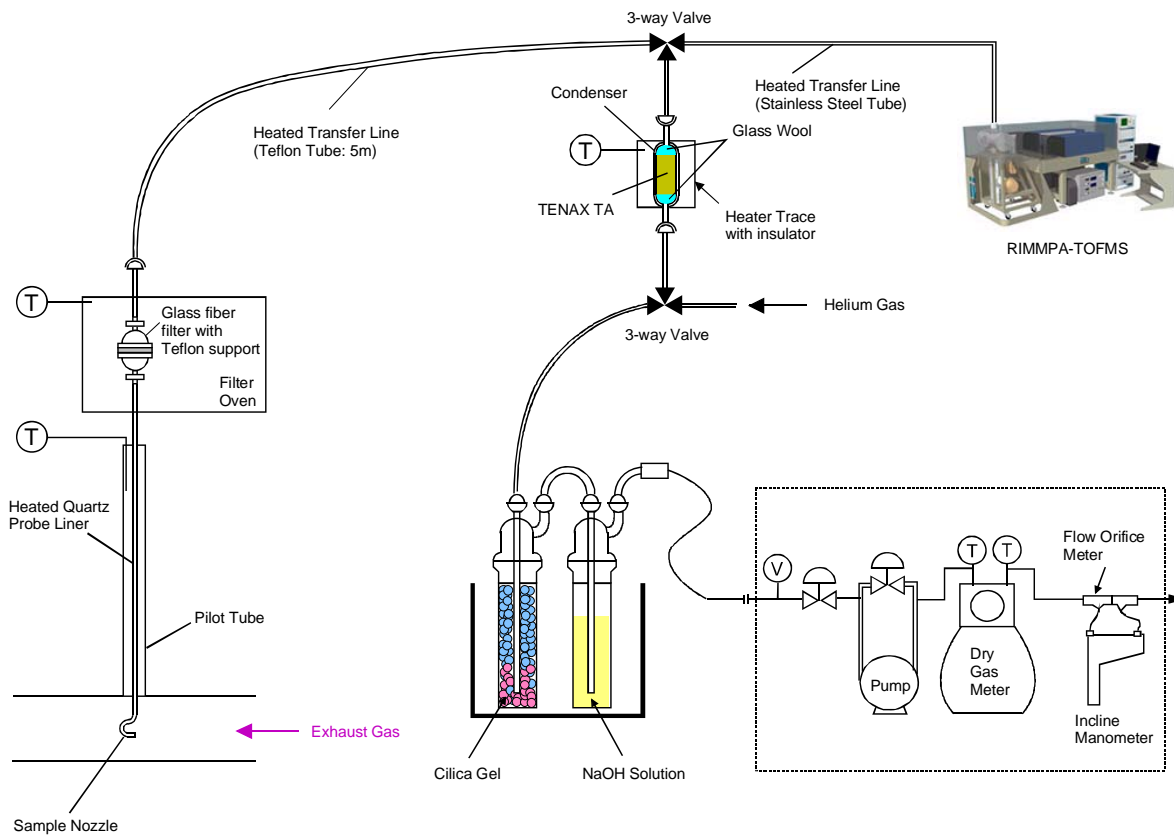 3-way Valve
Heated Transfer Line
(Teflon Tube: 5m)
Condenser
Heated Transfer Line
(Stainless Steel Tube)
Glass Wool
T
TENAX TA
Heater Trace
with insulator
RIMMPA-TOFMS
T
Glass fiber
filter with
Teflon support
Filter
Oven
Helium Gas
3-way Valve
T
Heated Quartz
Probe Liner
Pilot Tube
Exhaust Gas
Sample Nozzle
Cilica Gel
NaOH Solution
V
Pump
T
T
Dry
Gas
Meter
Flow Orifice
Meter
Incline
Manometer